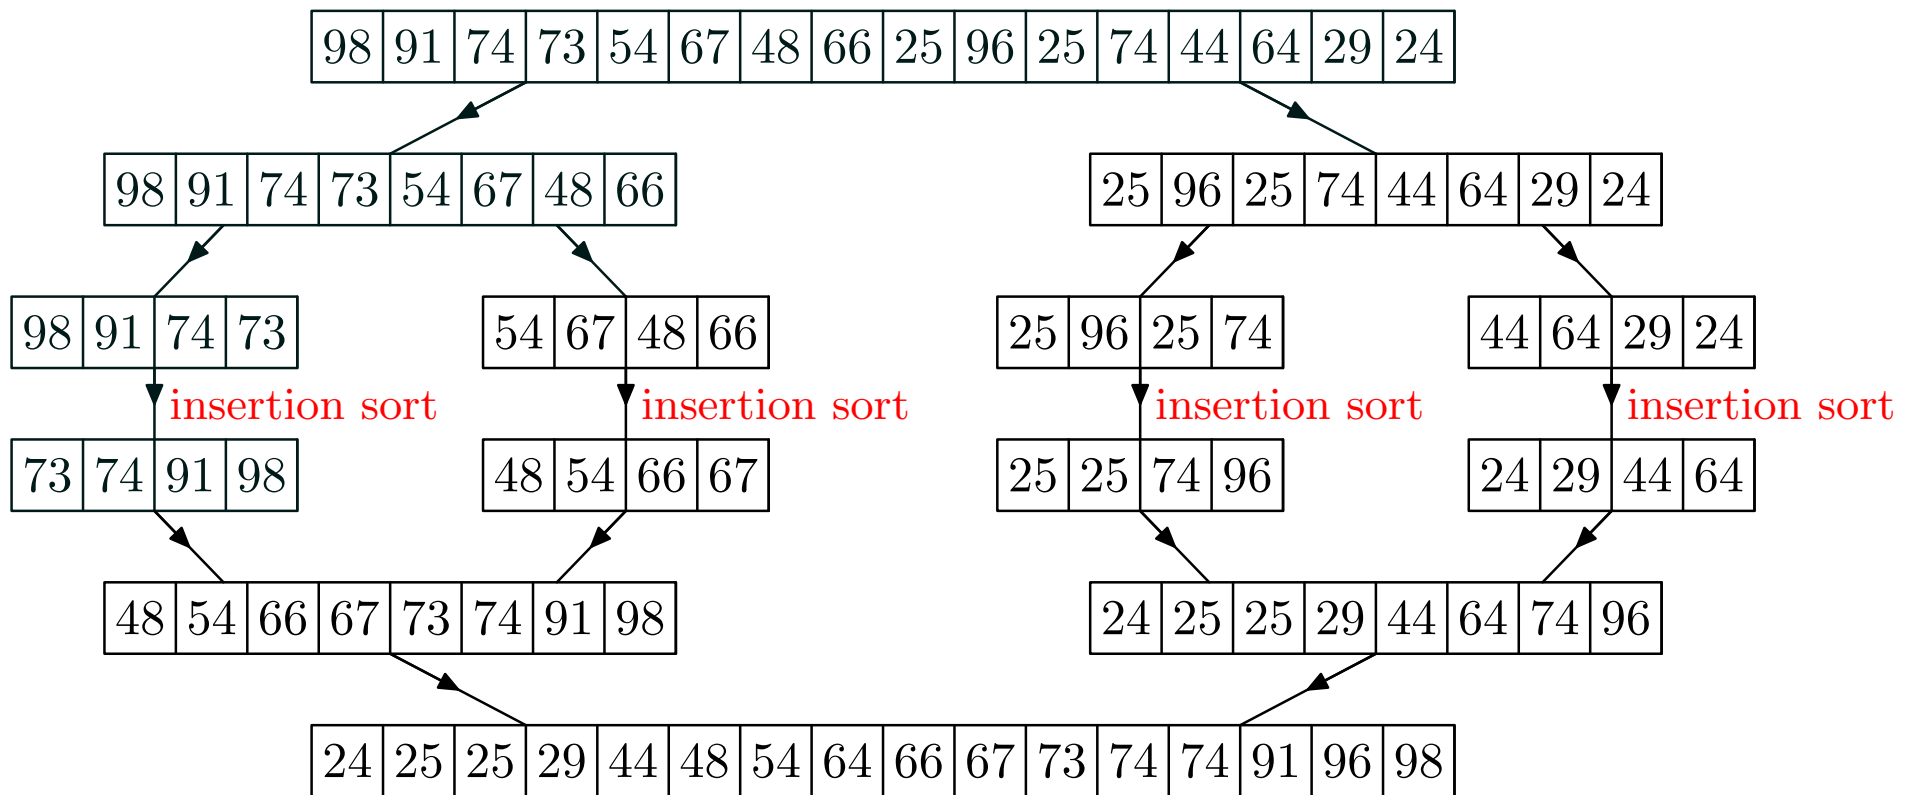 98 91 74 73 54 67 48 66 25 96 25 74 44 64 29 24
98 91 74 73 54 67 48 66
25 96 25 74 44 64 29 24
98 91 74 73
54 67 48 66
25 96 25 74
44 64 29 24
insertion sort
insertion sort
insertion sort
insertion sort
73 74 91 98
48 54 66 67
25 25 74 96
24 29 44 64
48 54 66 67 73 74 91 98
24 25 25 29 44 64 74 96
24 25 25 29 44 48 54 64 66 67 73 74 74 91 96 98